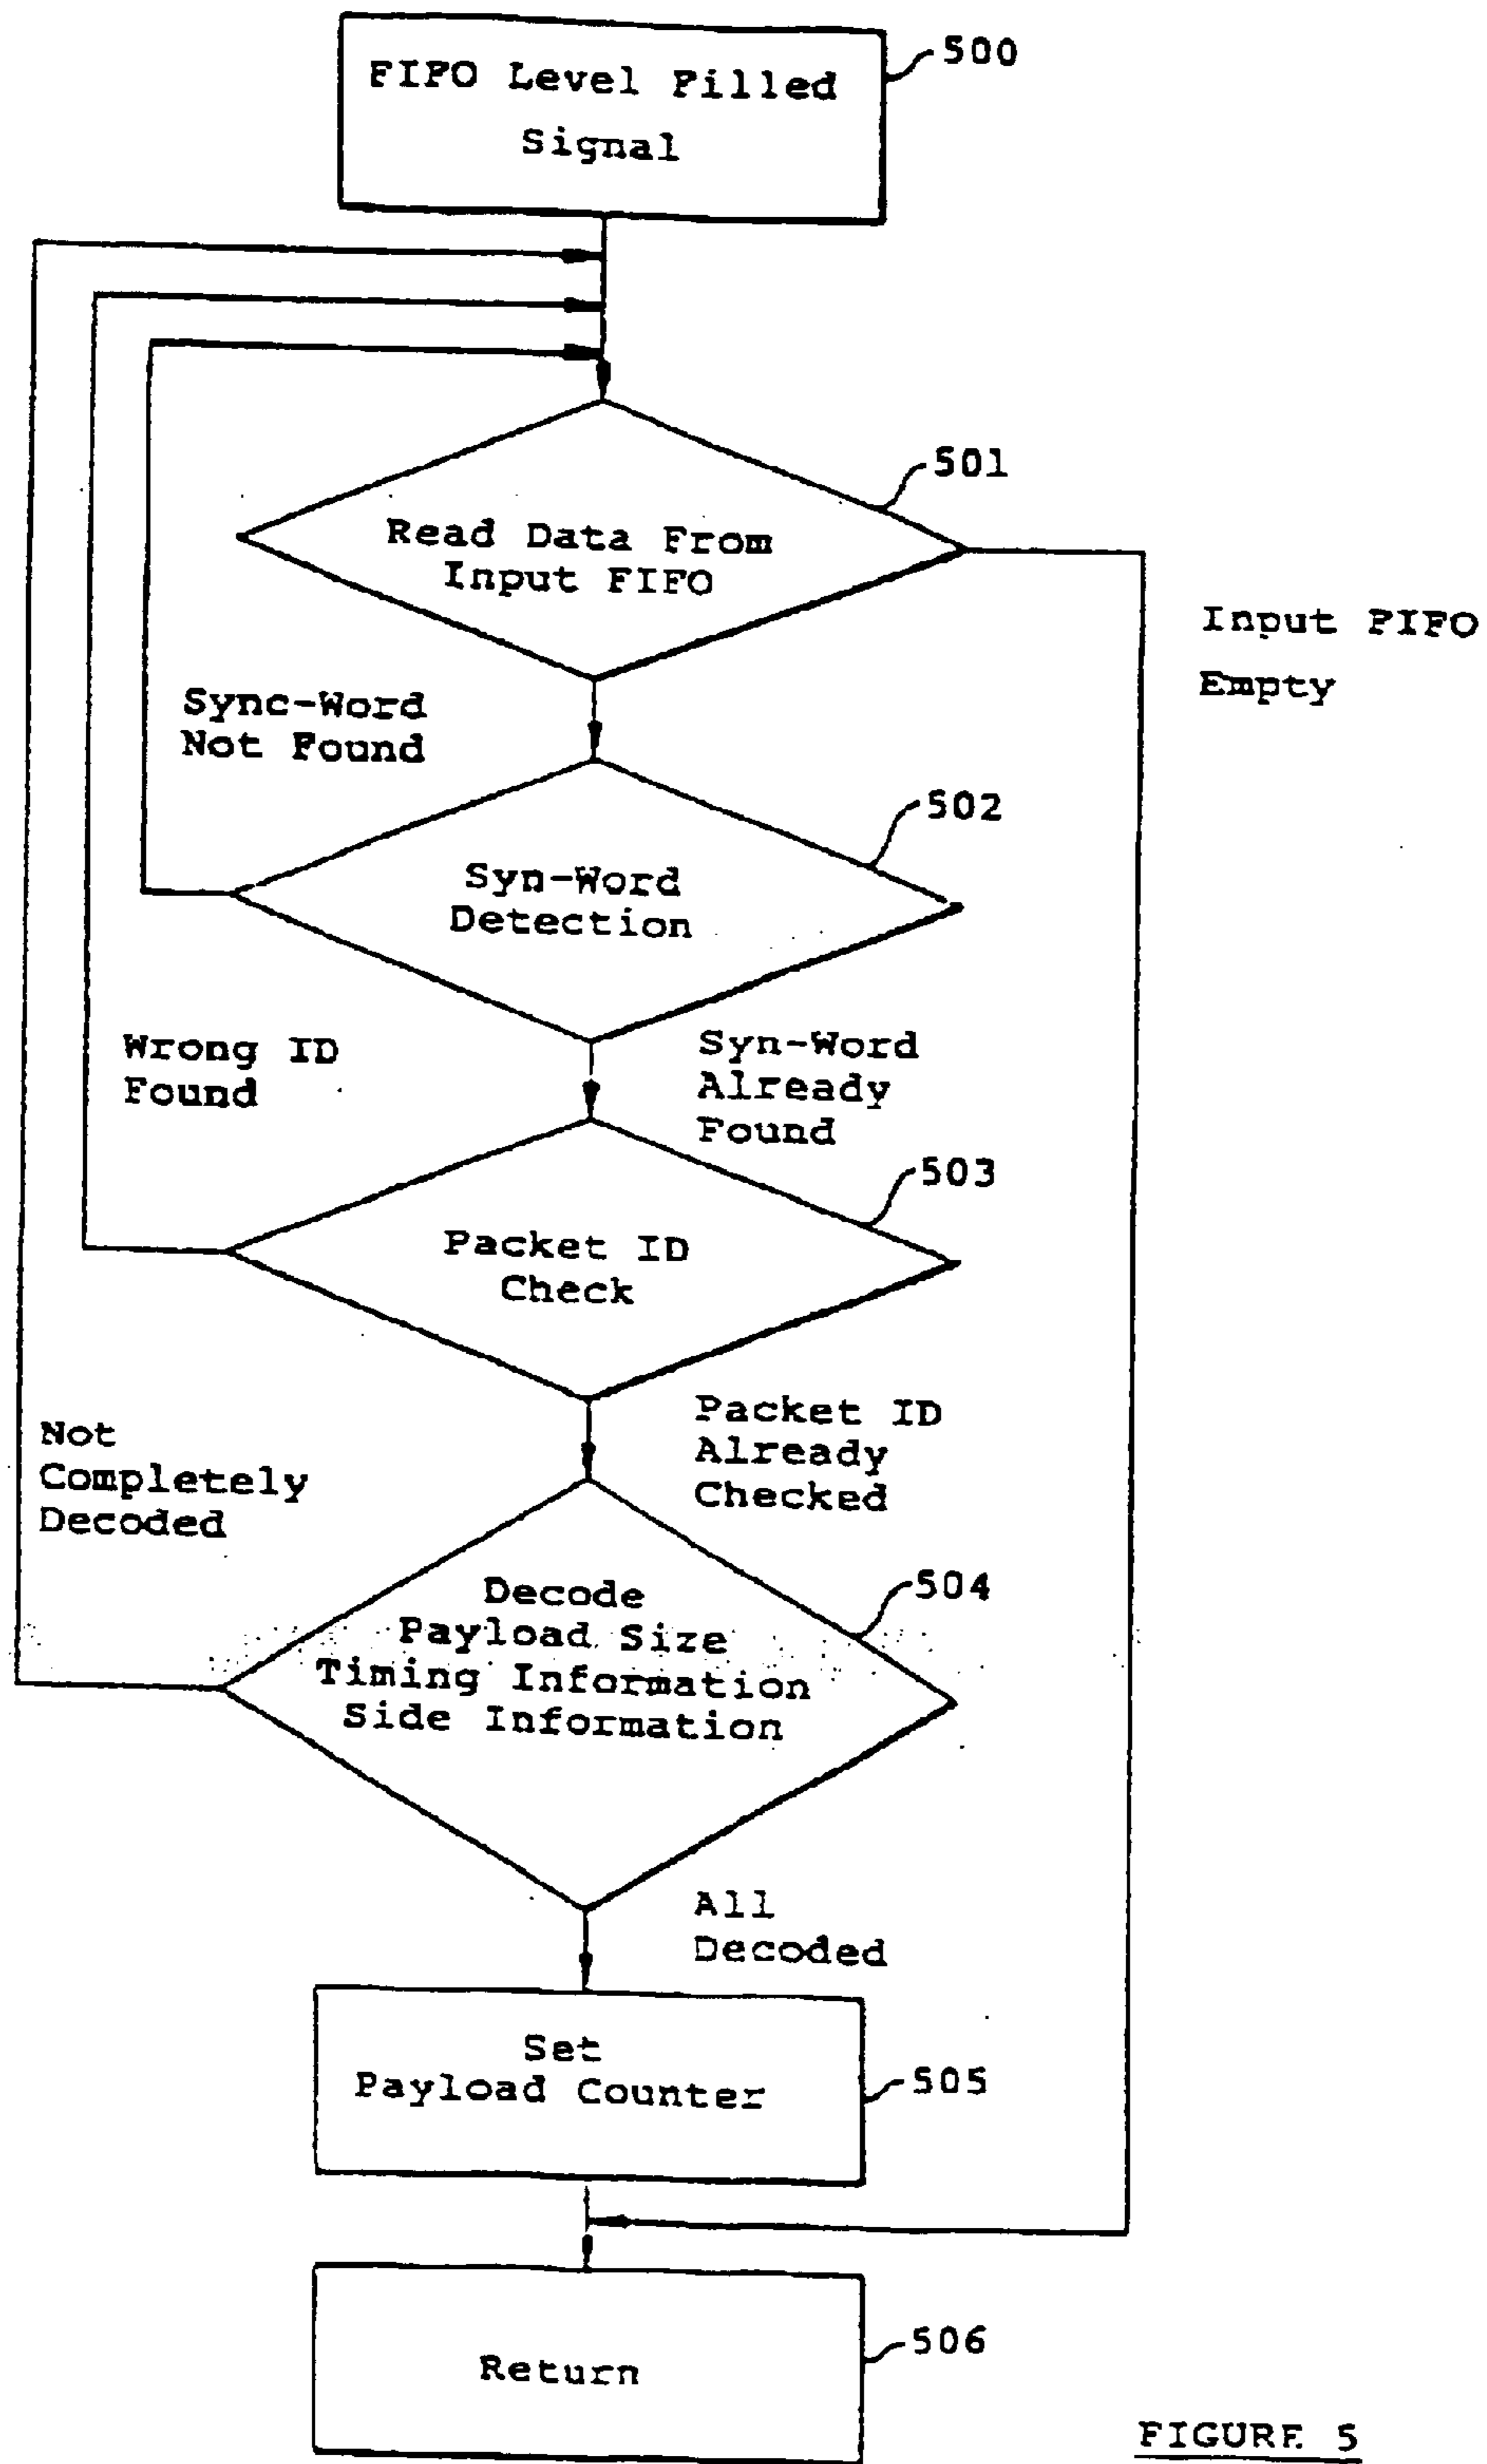 FIFO Level Filled
Signal
500
501
Read Data From
Input FIFO
Input FIFO
Empty
Sync-Word
Not Found
502
Syn-Word
Detection
Wrong ID
Found
Syn-Word
Already
Found
503
Packet ID
Check
Not
Completely
Decoded
Packet ID
Already
Checked
504
Decode
Payload Size
Timing Information
Side Information
All
Decoded
Set
Payload Counter
505
506
Return
FIGURE 5